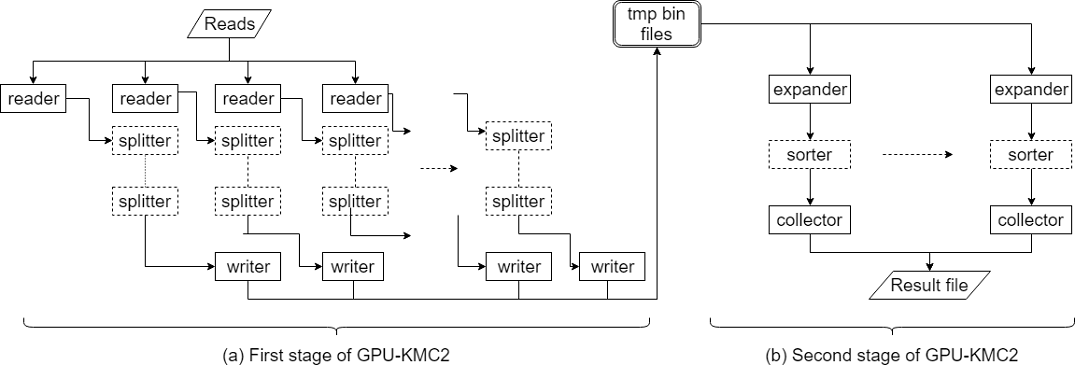 Reads
tmp bin
files
reader reader reader reader
expander expander
splitter splitter splitter splitter
sorter sorter
splitter splitter splitter splitter
collector collector
writer writer writer writer
Result file
(a) First stage of GPU-KMC2
(b) Second stage of GPU-KMC2